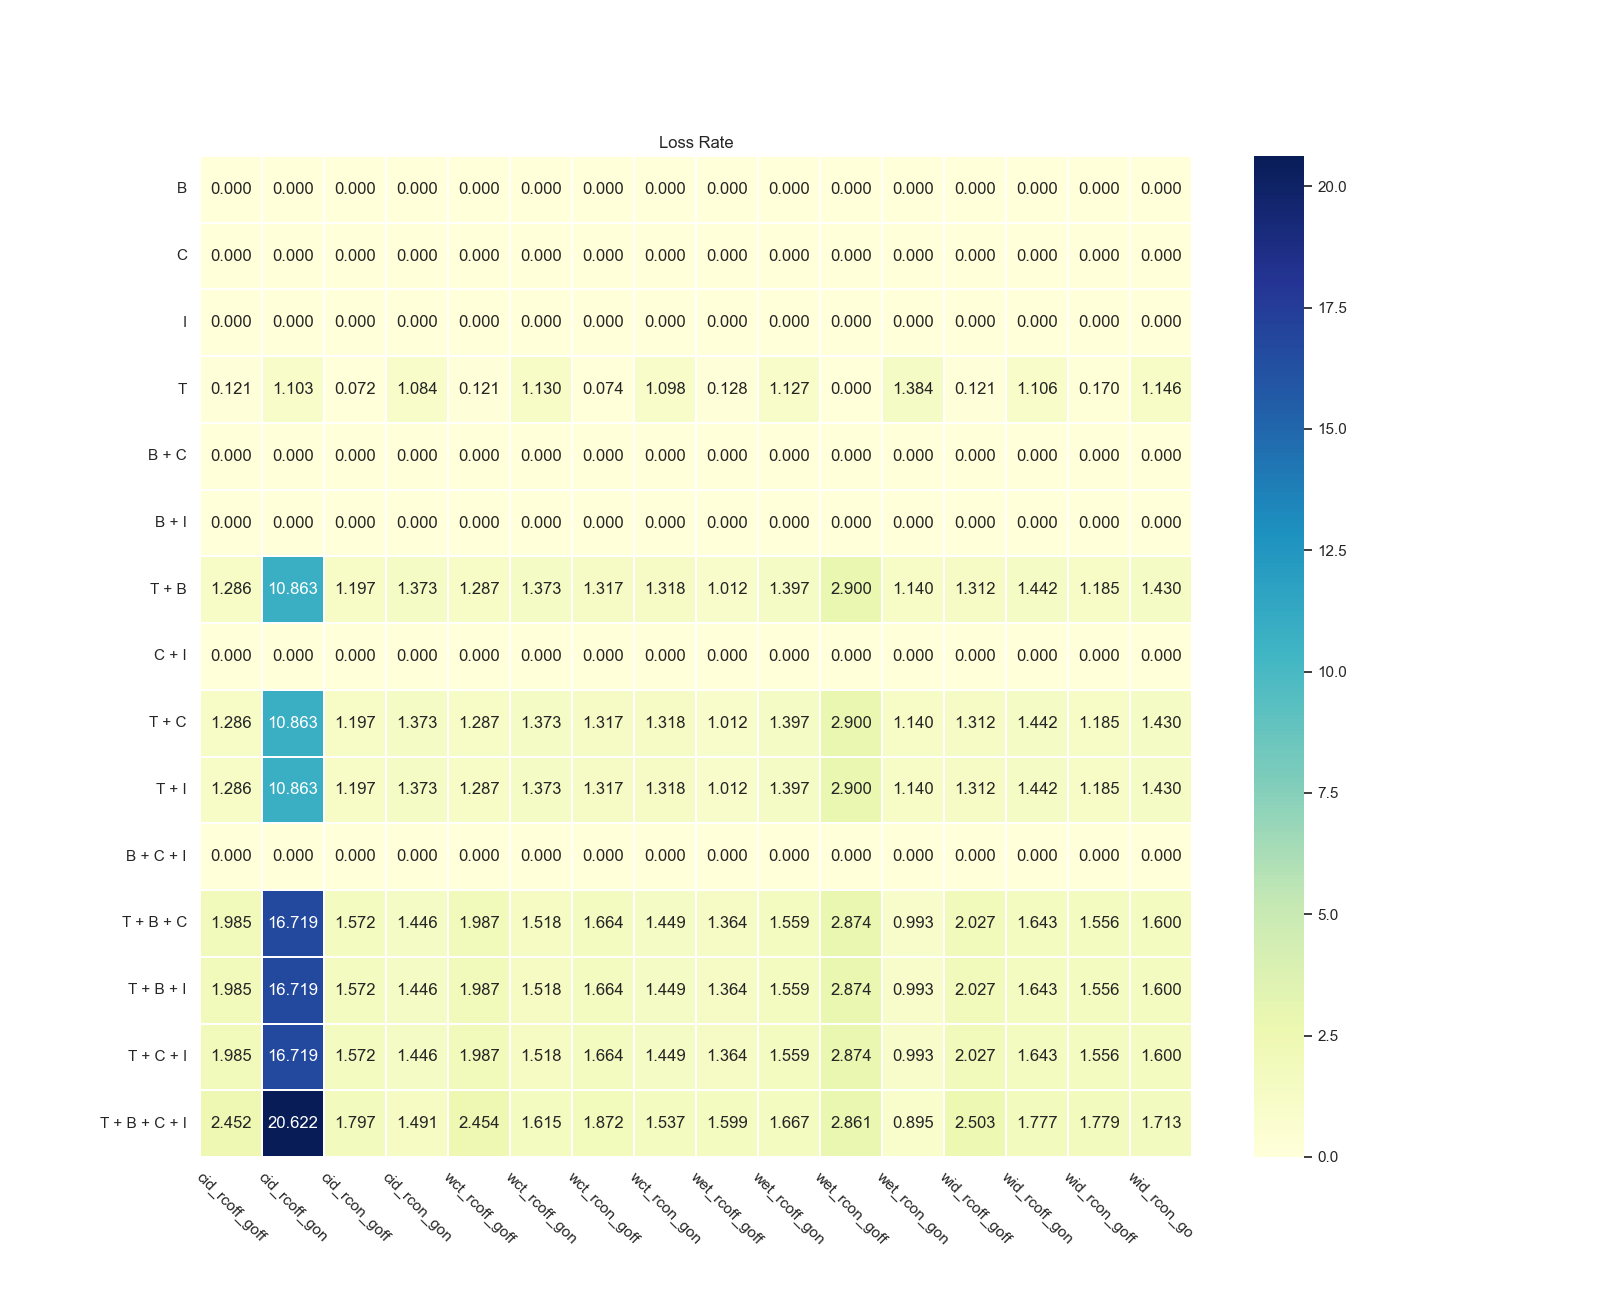 Loss Rate
B 0.000 0.000 0.000 0.000 0.000 0.000 0.000 0.000 0.000 0.000 0.000 0.000 0.000 0.000 0.000 0.000
C 0.000 0.000 0.000 0.000 0.000 0.000 0.000 0.000 0.000 0.000 0.000 0.000 0.000 0.000 0.000 0.000
I 0.000 0.000 0.000 0.000 0.000 0.000 0.000 0.000 0.000 0.000 0.000 0.000 0.000 0.000 0.000 0.000
T 0.121 1.103 0.072 1.084 0.121 1.130 0.074 1.098 0.128 1.127 0.000 1.384 0.121 1.106 0.170 1.146
B + C 0.000 0.000 0.000 0.000 0.000 0.000 0.000 0.000 0.000 0.000 0.000 0.000 0.000 0.000 0.000 0.000
B + I 0.000 0.000 0.000 0.000 0.000 0.000 0.000 0.000 0.000 0.000 0.000 0.000 0.000 0.000 0.000 0.000
T + B 1.286 10.863 1.197 1.373 1.287 1.373 1.317 1.318 1.012 1.397 2.900 1.140 1.312 1.442 1.185 1.430
C + I 0.000 0.000 0.000 0.000 0.000 0.000 0.000 0.000 0.000 0.000 0.000 0.000 0.000 0.000 0.000 0.000
T + C 1.286 10.863 1.197 1.373 1.287 1.373 1.317 1.318 1.012 1.397 2.900 1.140 1.312 1.442 1.185 1.430
T + I 1.286 10.863 1.197 1.373 1.287 1.373 1.317 1.318 1.012 1.397 2.900 1.140 1.312 1.442 1.185 1.430
B + C + I 0.000 0.000 0.000 0.000 0.000 0.000 0.000 0.000 0.000 0.000 0.000 0.000 0.000 0.000 0.000 0.000
T + B + C 1.985 16.719 1.572 1.446 1.987 1.518 1.664 1.449 1.364 1.559 2.874 0.993 2.027 1.643 1.556 1.600
T + B + I 1.985 16.719 1.572 1.446 1.987 1.518 1.664 1.449 1.364 1.559 2.874 0.993 2.027 1.643 1.556 1.600
T + C + I 1.985 16.719 1.572 1.446 1.987 1.518 1.664 1.449 1.364 1.559 2.874 0.993 2.027 1.643 1.556 1.600
T + B + C + I 2.452 20.622 1.797 1.491 2.454 1.615 1.872 1.537 1.599 1.667 2.861 0.895 2.503 1.777 1.779 1.713
cid_rcoff_goff
cid_rcoff_gon
cid_rcon_goff
cid_rcon_gon
wct_rcoff_goff
wct_rcoff_gon
wct_rcon_goff
wct_rcon_gon
wet_rcoff_goff
wet_rcoff_gon
wet_rcon_goff
wet_rcon_gon
wid_rcoff_goff
wid_rcoff_gon
wid_rcon_goff
wid_rcon_go
20.0
17.5
15.0
12.5
10.0
7.5
5.0
2.5
0.0